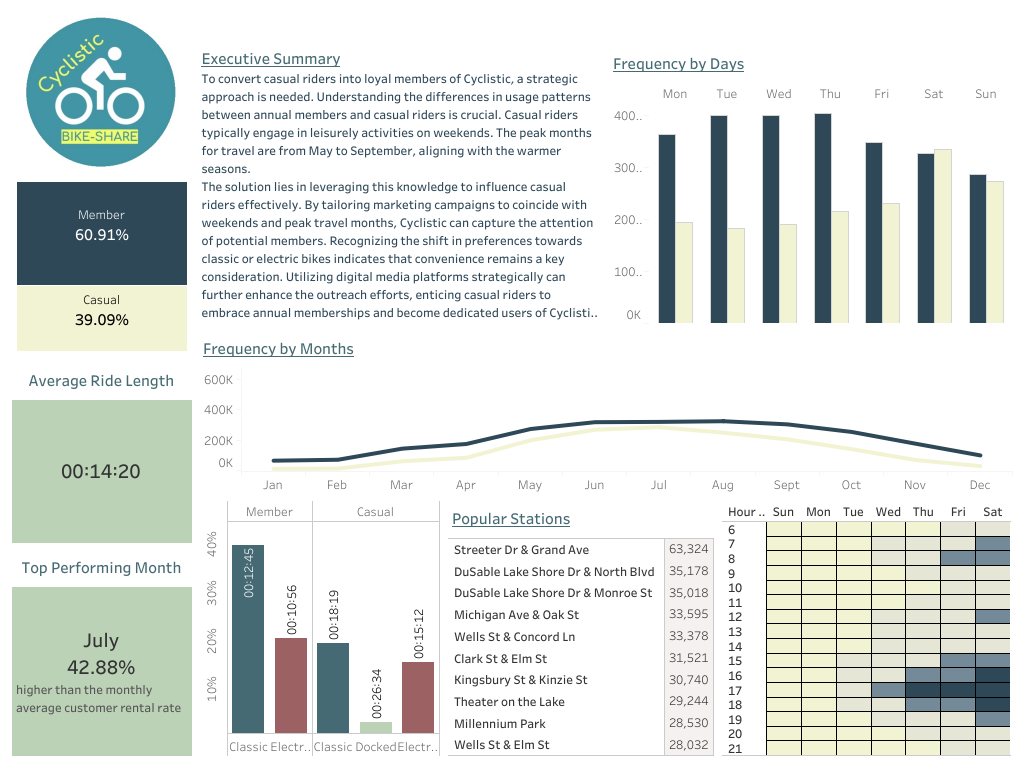 Cyclistic
BIKE-SHARE
Member
60.91%
Casual
39.09%
Average Ride Length
00:14:20
Top Performing Month
July
42.88%
higher than the monthly
average customer rental rate
Executive Summary
To convert casual riders into loyal members of Cyclistic, a strategic
approach is needed. Understanding the differences in usage patterns
between annual members and casual riders is crucial. Casual riders
typically engage in leisurely activities on weekends. The peak months
for travel are from May to September, aligning with the warmer
seasons.
The solution lies in leveraging this knowledge to influence casual
riders effectively. By tailoring marketing campaigns to coincide with
weekends and peak travel months, Cyclistic can capture the attention
of potential members. Recognizing the shift in preferences towards
classic or electric bikes indicates that convenience remains a key
consideration. Utilizing digital media platforms strategically can
further enhance the outreach efforts, enticing casual riders to
embrace annual memberships and become dedicated users of Cyclisti..
Frequency by Days
Mon Tue Wed Thu Fri Sat Sun
400..
300..
200..
100..
0K
Frequency by Months
600K
400K
200K
0K
Jan Feb Mar Apr May Jun Jul Aug Sept Oct Nov Dec
Member Casual
40%
30%
20%
10%
00:12:45
00:10:56
00:18:19
00:26:34
00:15:12
Classic Electr.. Classic Docked Electr..
Popular Stations
Streeter Dr & Grand Ave 63,324
DuSable Lake Shore Dr & North Blvd 35,178
DuSable Lake Shore Dr & Monroe St 35,018
Michigan Ave & Oak St 33,595
Wells St & Concord Ln 33,378
Clark St & Elm St 31,521
Kingsbury St & Kinzie St 30,740
Theater on the Lake 29,244
Millennium Park 28,530
Wells St & Elm St 28,032
Hour .. Sun Mon Tue Wed Thu Fri Sat
6
7
8
9
10
11
12
13
14
15
16
17
18
19
20
21